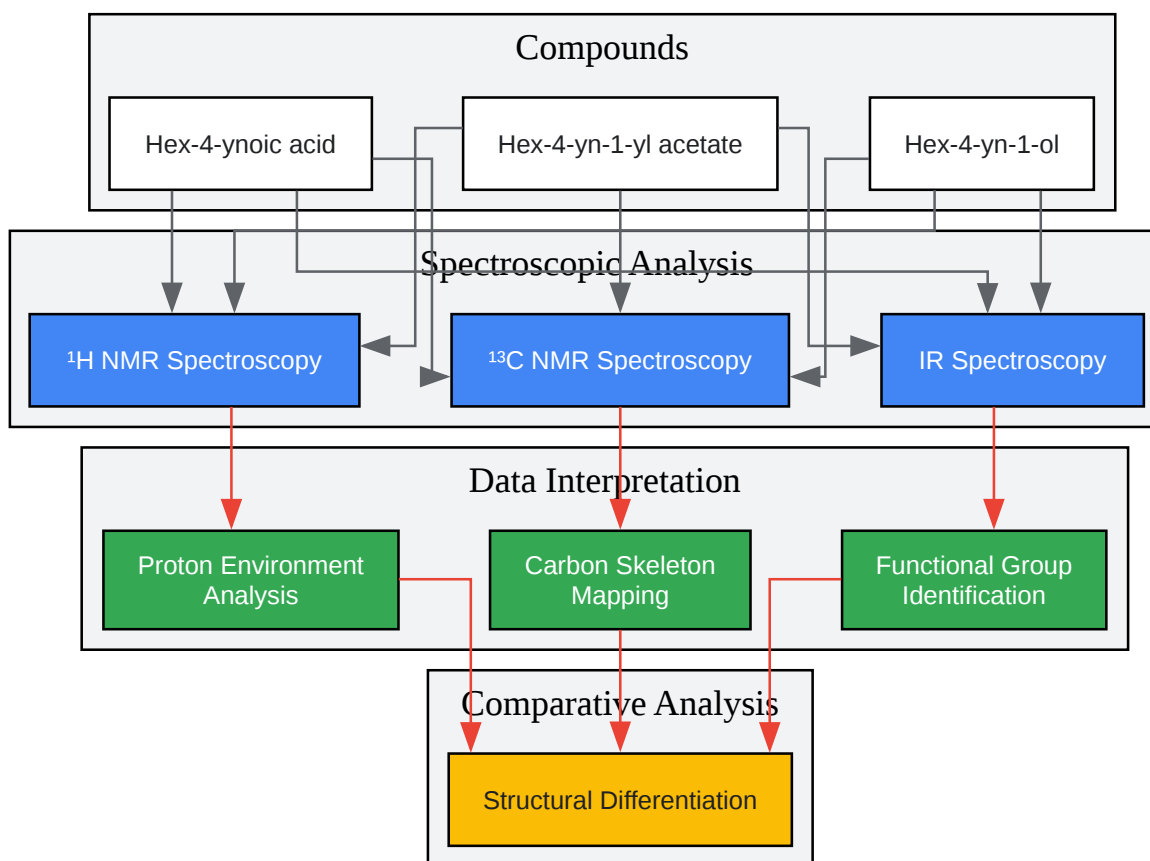 Compounds
Hex-4-ynoic acid
Hex-4-yn-1-yl acetate
Hex-4-yn-1-ol
Spectroscopic Analysis
¹H NMR Spectroscopy
¹³C NMR Spectroscopy
IR Spectroscopy
Data Interpretation
Proton Environment
Analysis
Carbon Skeleton
Mapping
Functional Group
Identification
Comparative Analysis
Structural Differentiation